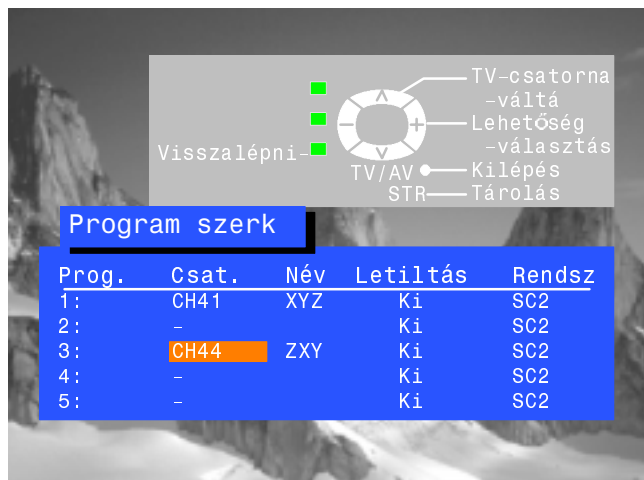 TV-csatorna
-váltá
Lehetőség
-választás
Visszalépni-
TV/AV Kilépés
STR Tárolás
Program szerk
Prog. Csat. Név Letiltás Rendsz
1: CH41 XYZ Ki SC2
2: - Ki SC2
3: CH44 ZXY Ki SC2
4: - Ki SC2
5: - Ki SC2